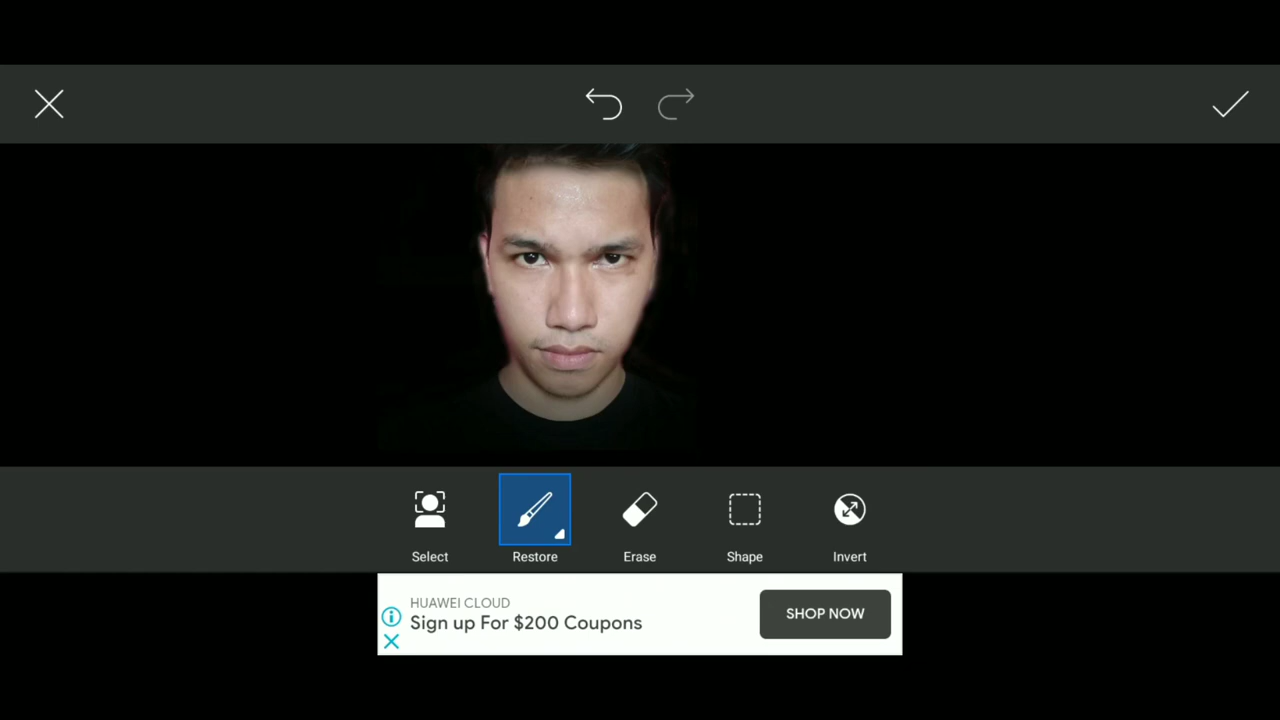 Select
Restore
Erase
Shape
Invert
HUAWEI CLOUD
Sign up For $200 Coupons
SHOP NOW